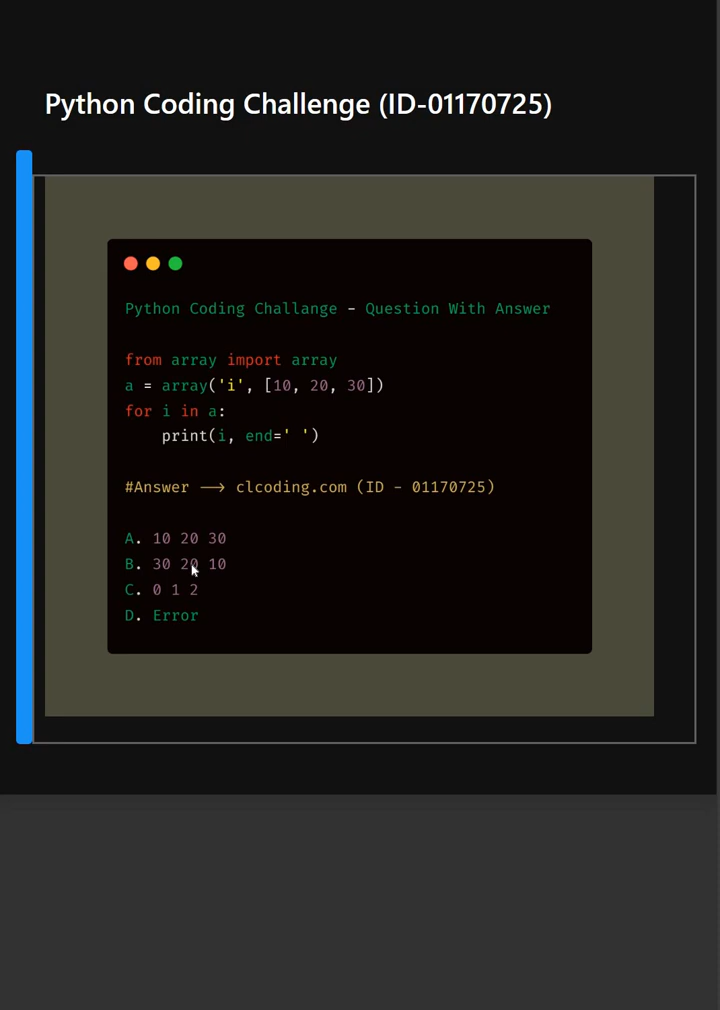 Python Coding Challenge (ID-01170725)
Python Coding Challange - Question With Answer
from array import array
a = array('i', [10, 20, 30])
for i in a:
    print(i, end=' ')
#Answer ⟶ clcoding.com (ID - 01170725)
A. 10 20 30
B. 30 20 10
C. 0 1 2
D. Error